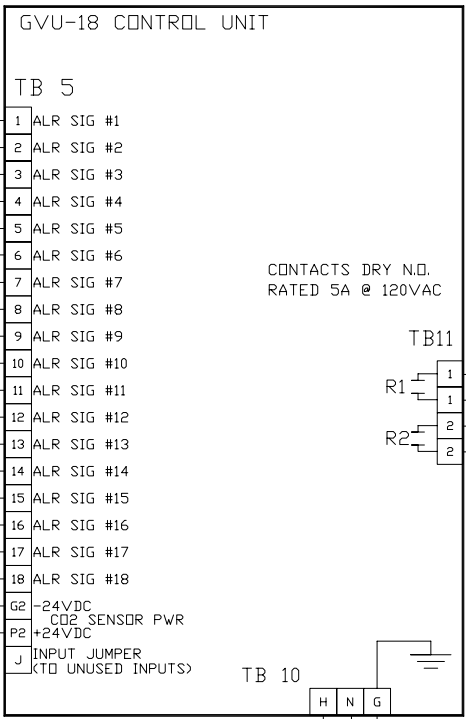 GVU-18 CONTROL UNIT
TB 5
1 ALR SIG #1
2 ALR SIG #2
3 ALR SIG #3
4 ALR SIG #4
5 ALR SIG #5
6 ALR SIG #6
7 ALR SIG #7
8 ALR SIG #8
9 ALR SIG #9
10 ALR SIG #10
11 ALR SIG #11
12 ALR SIG #12
13 ALR SIG #13
14 ALR SIG #14
15 ALR SIG #15
16 ALR SIG #16
17 ALR SIG #17
18 ALR SIG #18
G2 -24VDC
CO2 SENSOR PWR
P2 +24VDC
J INPUT JUMPER
(TO UNUSED INPUTS)
CONTACTS DRY N.O.
RATED 5A @ 120VAC
TB11
R1 1
1
R2 2
2
TB 10
H N G